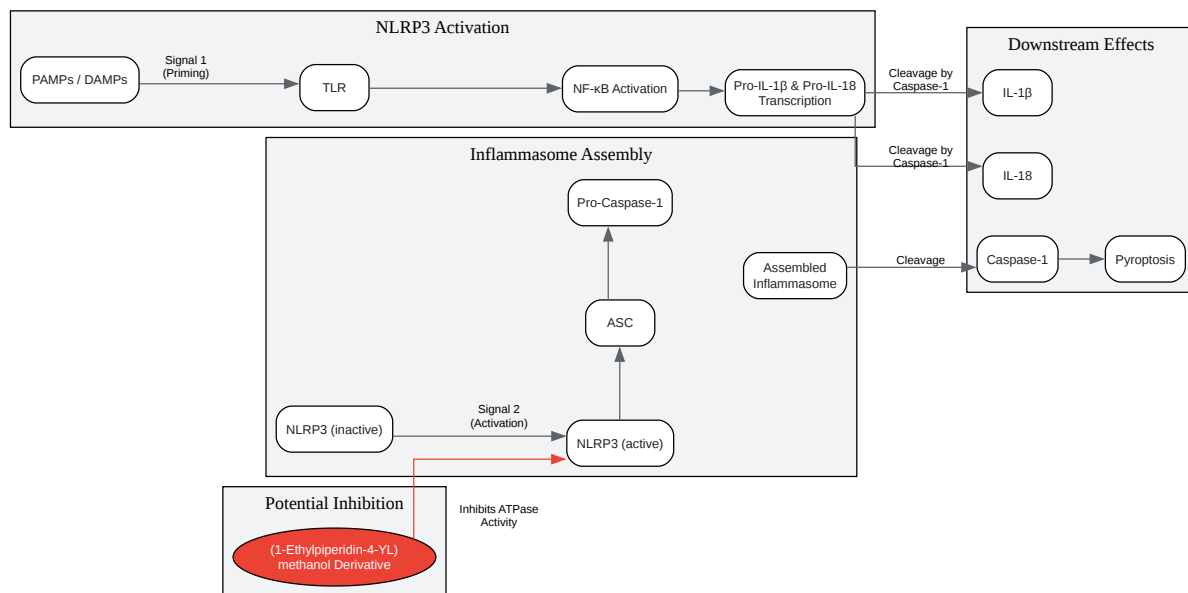 NLRP3 Activation
PAMPs / DAMPs
Signal 1
(Priming)
TLR
NF-κB Activation
Pro-IL-1β & Pro-IL-18
Transcription
Cleavage by
Caspase-1
Cleavage by
Caspase-1
Downstream Effects
IL-1β
IL-18
Caspase-1
Pyroptosis
Inflammasome Assembly
Pro-Caspase-1
Assembled
Inflammasome
Cleavage
ASC
NLRP3 (inactive)
Signal 2
(Activation)
NLRP3 (active)
Potential Inhibition
(1-Ethylpiperidin-4-YL)
methanol Derivative
Inhibits ATPase
Activity